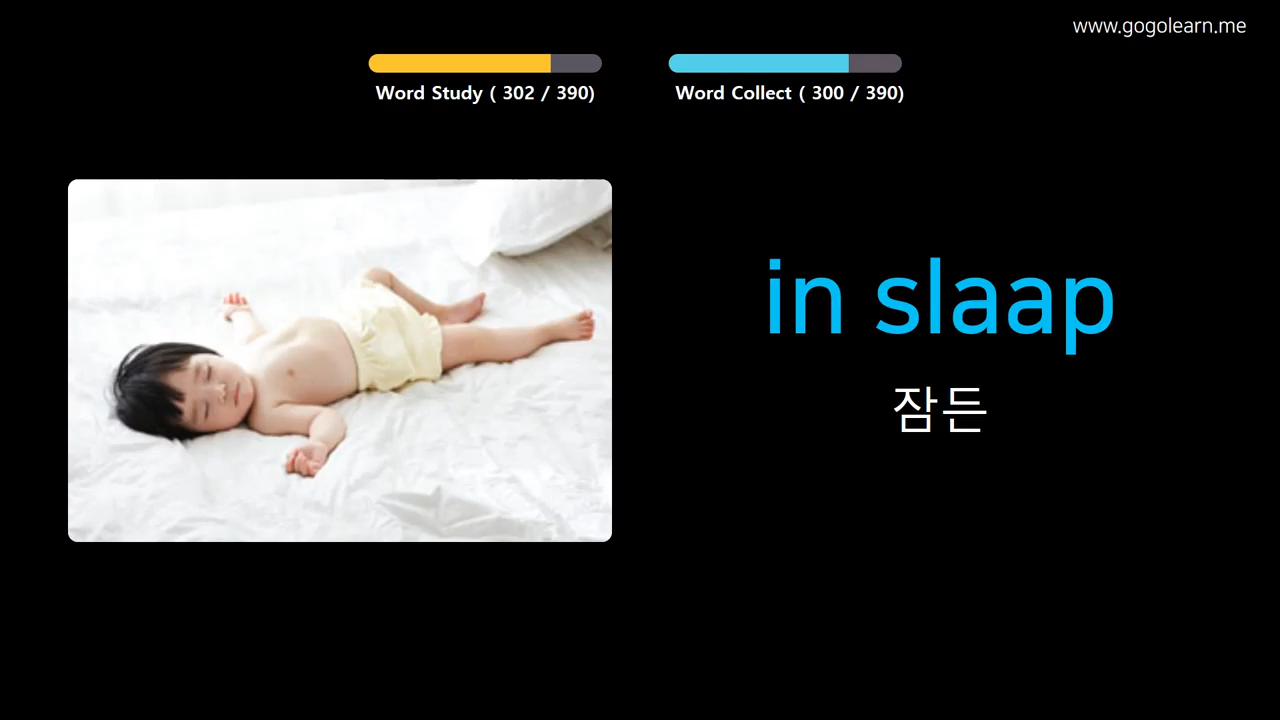 www.gogolearn.me
Word Study ( 302 / 390)
Word Collect ( 300 / 390)
in slaap
잠든